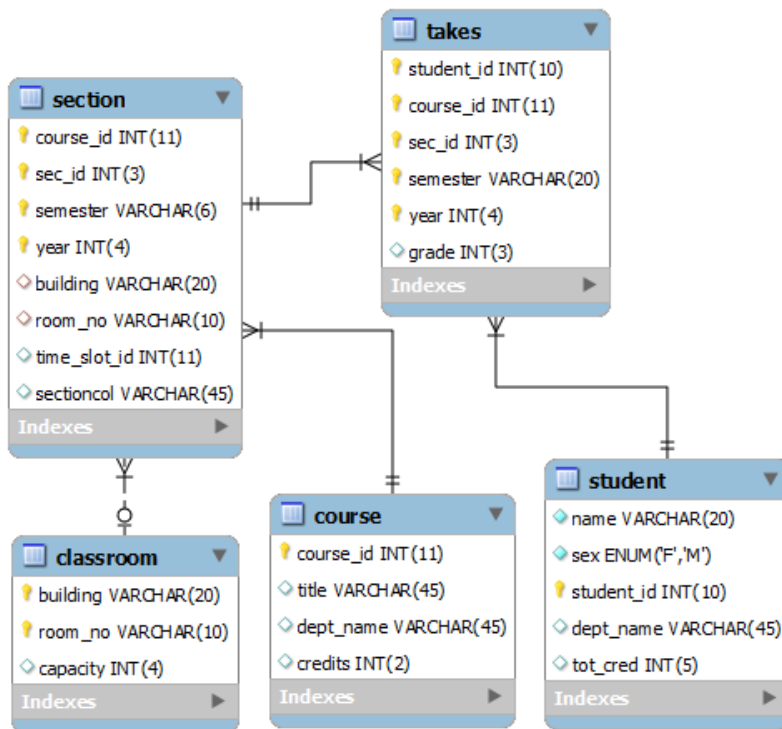 takes
student_id INT(10)
course_id INT(11)
sec_id INT(3)
semester VARCHAR(20)
year INT(4)
grade INT(3)
Indexes
section
course_id INT(11)
sec_id INT(3)
semester VARCHAR(6)
year INT(4)
building VARCHAR(20)
room_no VARCHAR(10)
time_slot_id INT(11)
sectioncol VARCHAR(45)
Indexes
classroom
building VARCHAR(20)
room_no VARCHAR(10)
capacity INT(4)
Indexes
course
course_id INT(11)
title VARCHAR(45)
dept_name VARCHAR(45)
credits INT(2)
Indexes
student
name VARCHAR(20)
sex ENUM('F','M')
student_id INT(10)
dept_name VARCHAR(45)
tot_cred INT(5)
Indexes